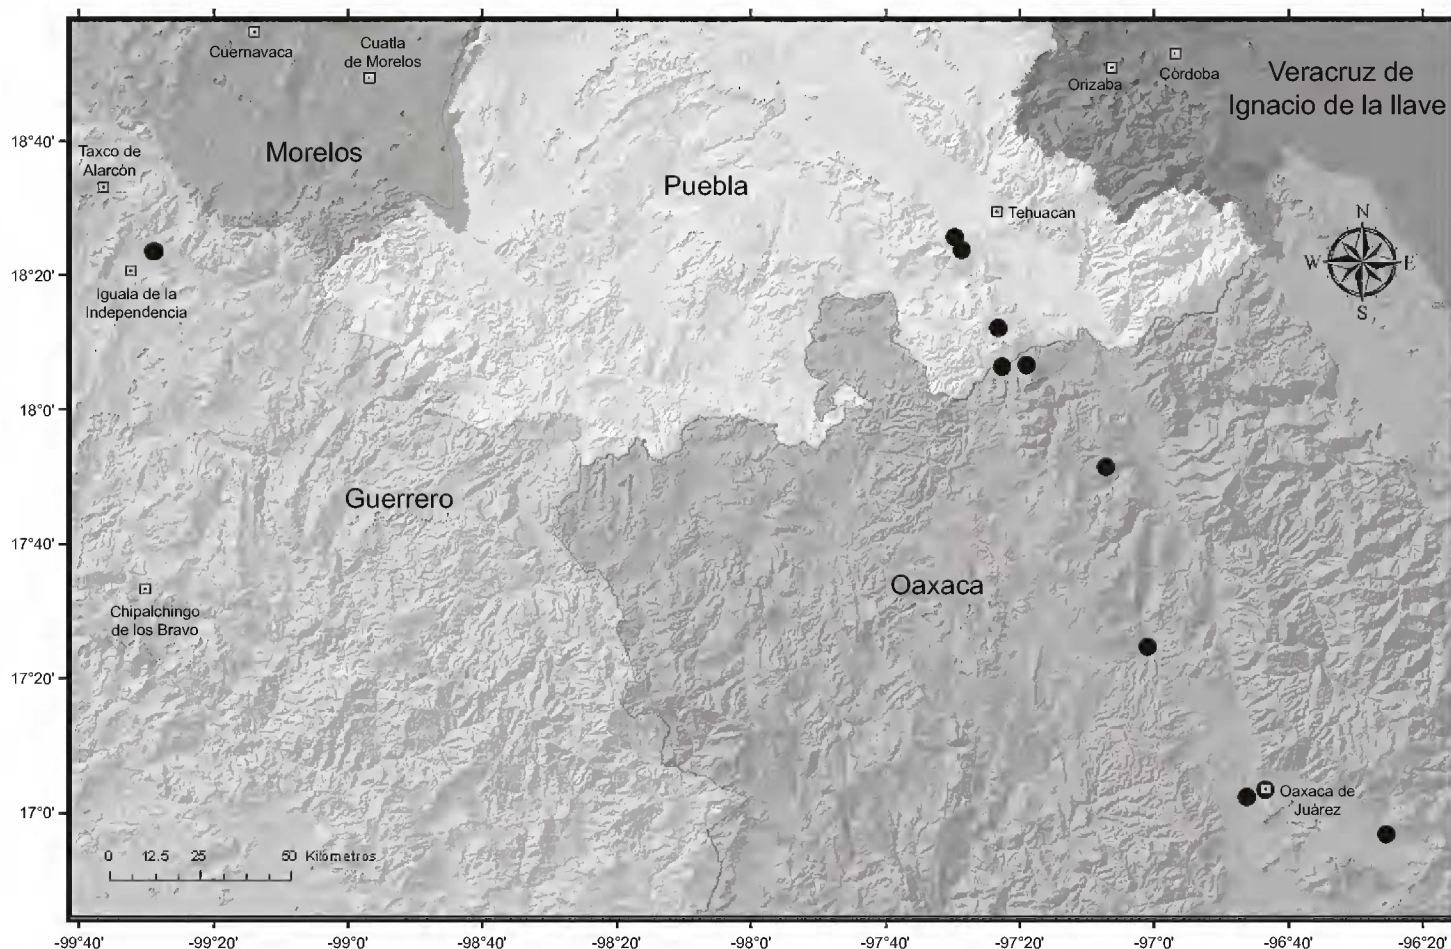 Cuernavaca
Cuatla
de Morelos
Orizaba
Córdoba
Veracruz de
Ignacio de la llave
18°40'
Taxco de
Alarcón
Morelos
Puebla
Tehuacán
N
W
E
S
18°20'
Iguala de la
Independencia
18°0'
Guerrero
17°40'
Oaxaca
Chipalchingo
de los Bravo
17°20'
17°0'
Oaxaca de
Juárez
0 12.5 25 50 Kilómetros
-99°40' -99°20' -99°0' -98°40' -98°20' -98°0' -97°40' -97°20' -97°0' -96°40' -96°20'